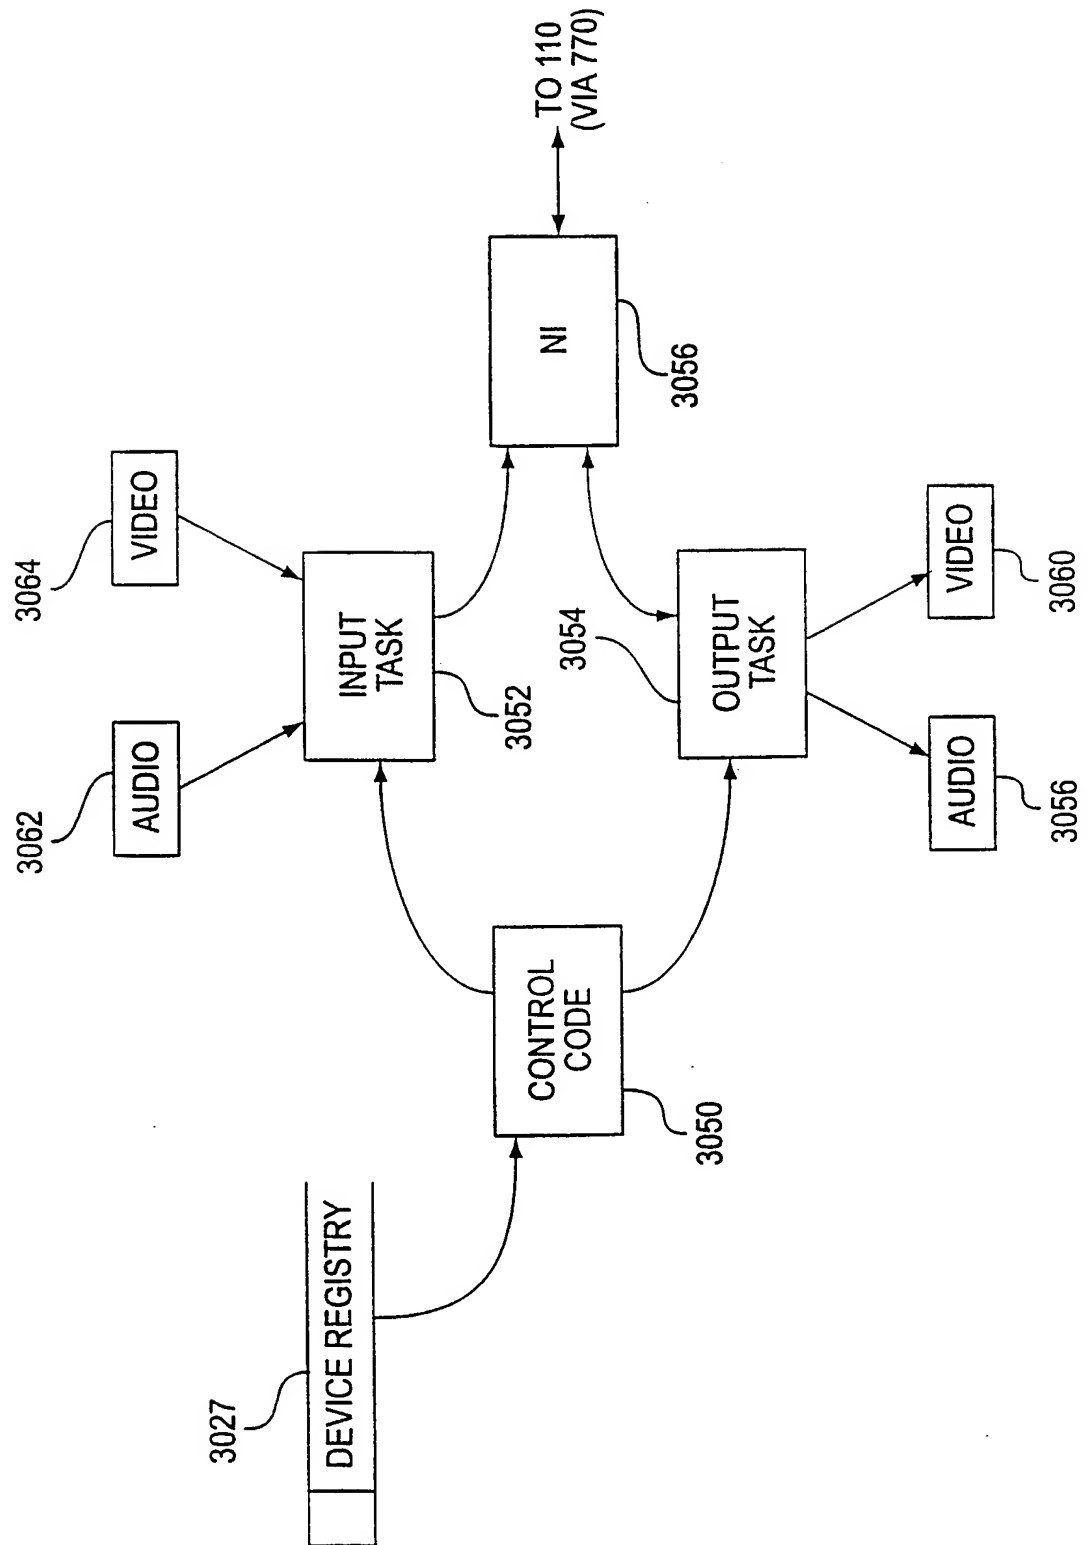 3062
AUDIO
3064
VIDEO
INPUT
TASK
3052
3027
DEVICE REGISTRY
CONTROL
CODE
3050
NI
3056
TO 110
(VIA 770)
3054
OUTPUT
TASK
AUDIO
3056
VIDEO
3060